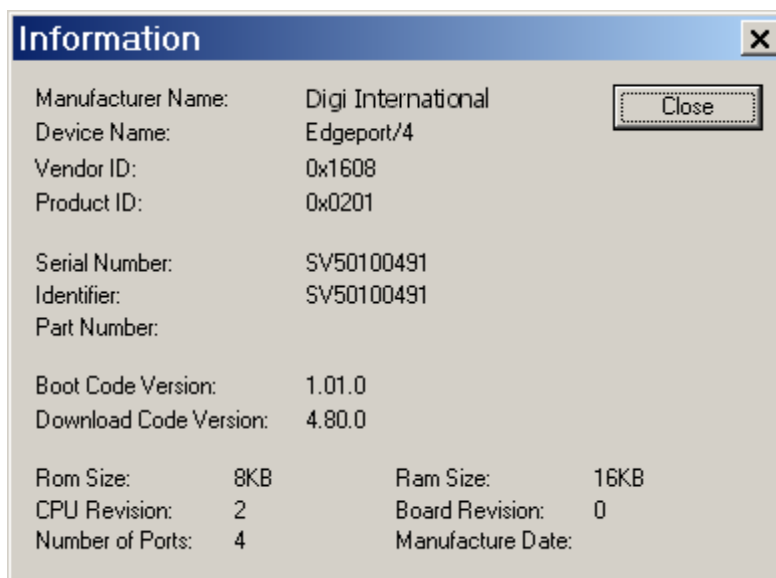 Information
Manufacturer Name: Digi International Close
Device Name: Edgeport/4
Vendor ID: 0x1608
Product ID: 0x0201
Serial Number: SV50100491
Identifier: SV50100491
Part Number:
Boot Code Version: 1.01.0
Download Code Version: 4.80.0
Rom Size: 8KB Ram Size: 16KB
CPU Revision: 2 Board Revision: 0
Number of Ports: 4 Manufacture Date: